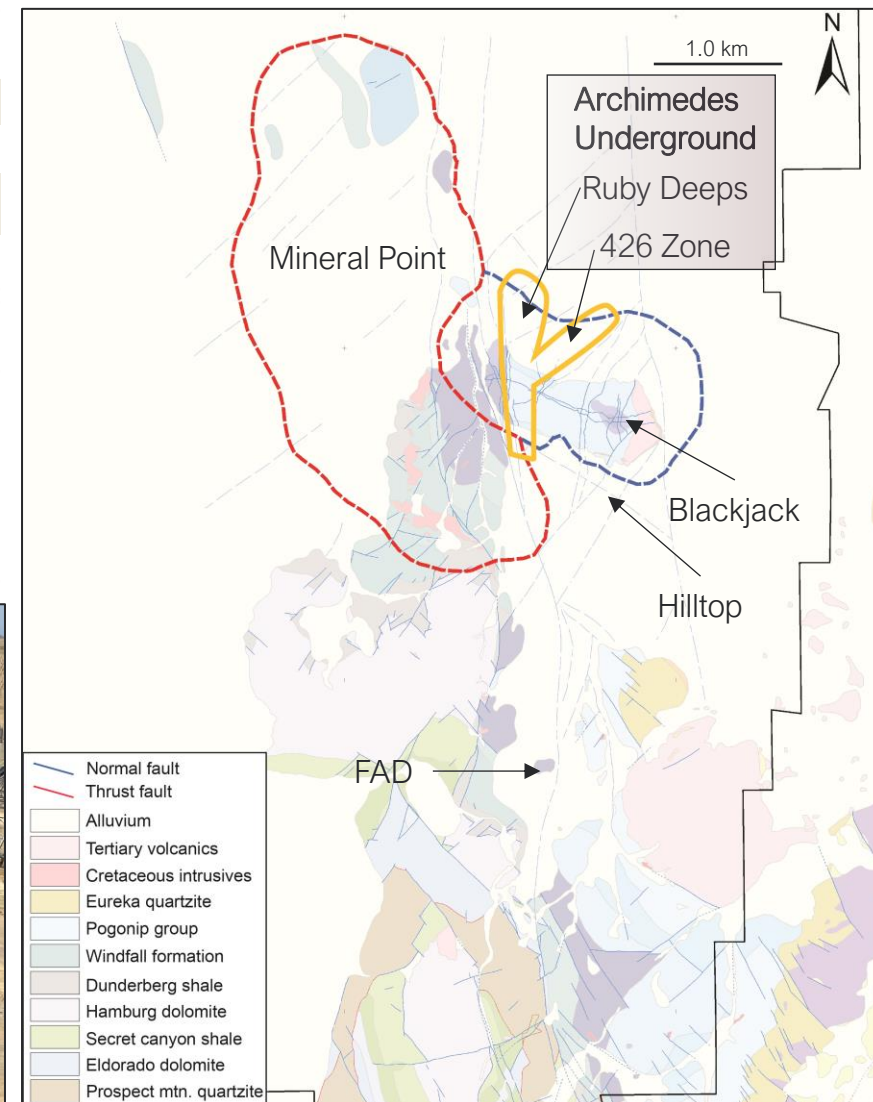 N
1.0 km
Archimedes
Underground
Ruby Deeps
426 Zone
Mineral Point
Blackjack
Hilltop
FAD
Normal fault
Thrust fault
Alluvium
Tertiary volcanics
Cretaceous intrusives
Eureka quartzite
Pogonip group
Windfall formation
Dunderberg shale
Hamburg dolomite
Secret canyon shale
Eldorado dolomite
Prospect mtn. quartzite